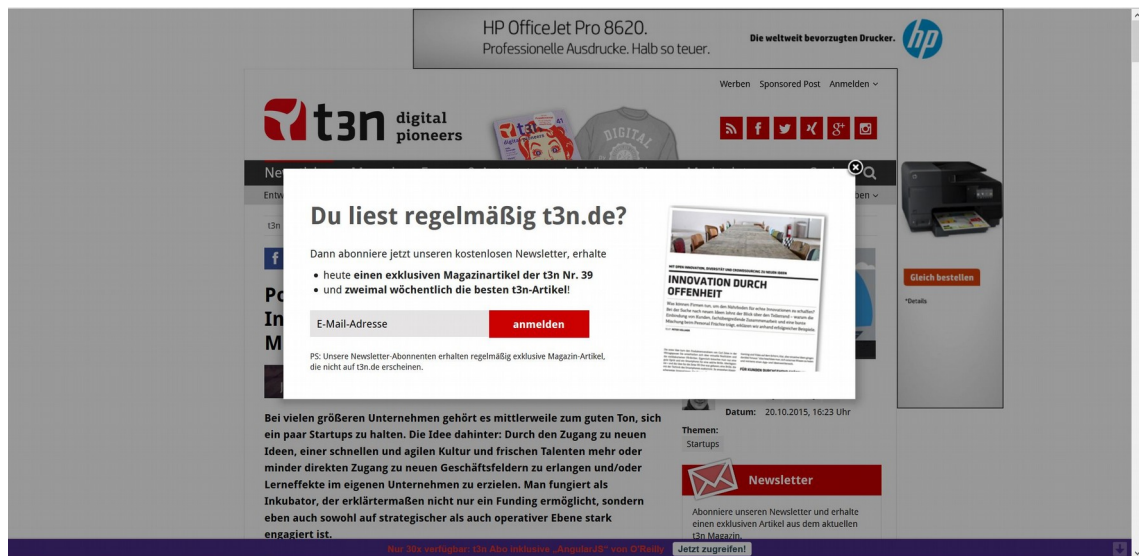 HP OfficeJet Pro 8620.
Professionelle Ausdrucke. Halb so teuer.
Die weltweit bevorzugten Drucker.
hp
Werben Sponsored Post Anmelden
t3n digital
pioneers
Entw
t3n
Du liest regelmäßig t3n.de?
Dann abonniere jetzt unseren kostenlosen Newsletter, erhalte
• heute einen exklusiven Magazinartikel der t3n Nr. 39
• und zweimal wöchentlich die besten t3n-Artikel!
E-Mail-Adresse
anmelden
PS: Unsere Newsletter-Abonnenten erhalten regelmäßig exklusive Magazin-Artikel,
die nicht auf t3n.de erscheinen.
INNOVATION DURCH
OFFENHEIT
Gleich bestellen
*Details
Bei vielen größeren Unternehmen gehört es mittlerweile zum guten Ton, sich
ein paar Startups zu halten. Die Idee dahinter: Durch den Zugang zu neuen
Ideen, einer schnellen und agilen Kultur und frischen Talenten mehr oder
minder direkten Zugang zu neuen Geschäftsfeldern zu erlangen und/oder
Lerneffekte im eigenen Unternehmen zu erzielen. Man fungiert als
Inkubator, der erklärtermaßen nicht nur ein Funding ermöglicht, sondern
eben auch sowohl auf strategischer als auch operativer Ebene stark
engagiert ist.
Datum: 20.10.2015, 16:23 Uhr
Themen:
Startups
Newsletter
Abonniere unseren Newsletter und erhalte
einen exklusiven Artikel aus dem aktuellen
t3n Magazin.
Nur 30x verfügbar: t3n-Abo inklusive „AngularJS" von O'Reilly
Jetzt zugreifen!